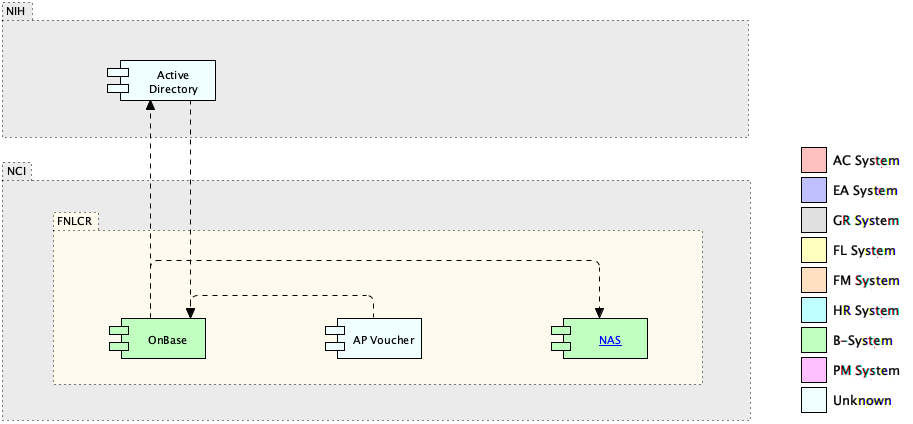 NIH
Active
Directory
NCI
FNLCR
OnBase
AP Voucher
NAS
AC System
EA System
GR System
FL System
FM System
HR System
B-System
PM System
Unknown